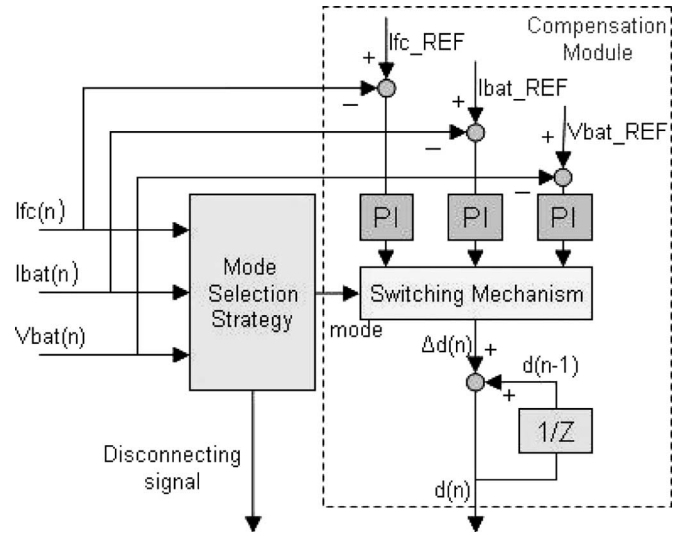 Compensation
Module
Ifc_REF
+
Ibat_REF
+
Vbat_REF
+
−
−
−
Ifc(n)
Ibat(n)
Vbat(n)
Mode
Selection
Strategy
PI
PI
PI
Switching Mechanism
mode
Δd(n)
+
d(n-1)
+
1/Z
Disconnecting
signal
d(n)